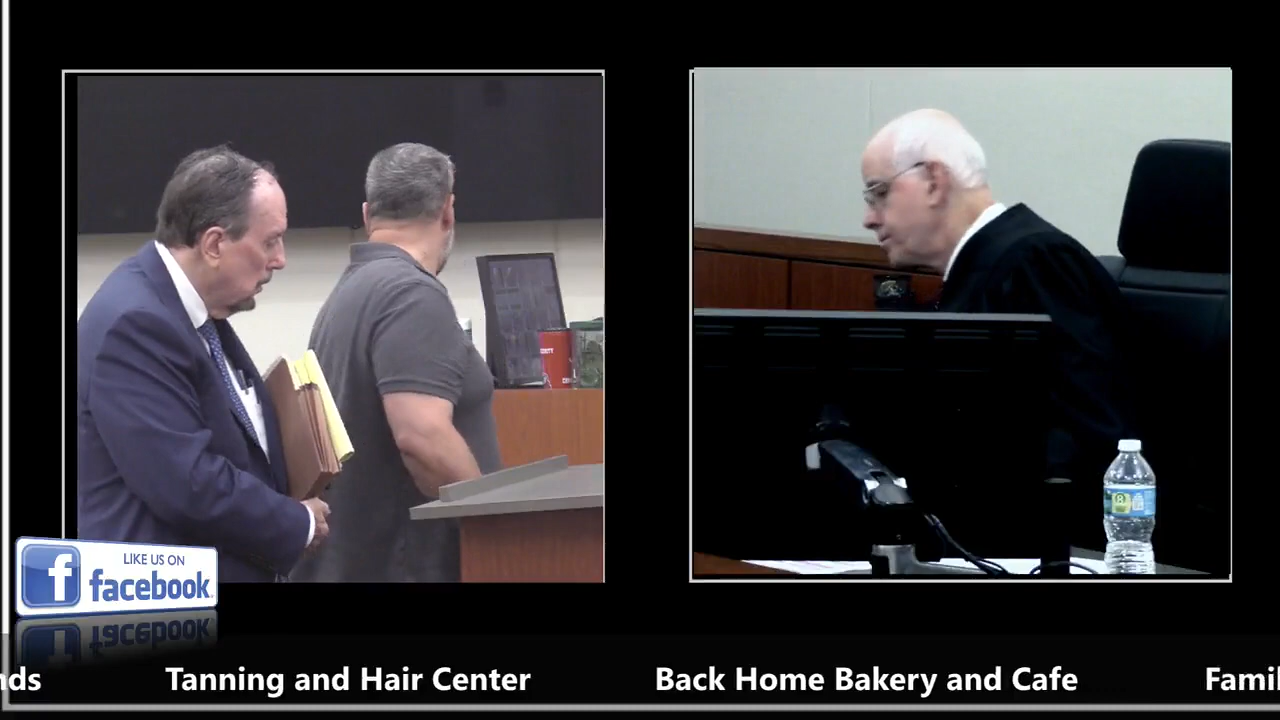 LIKE US ON
f facebook
nds Tanning and Hair Center Back Home Bakery and Cafe Famil